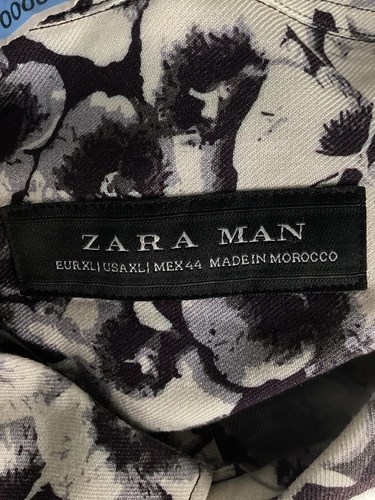 ZARA MAN
EUR XL | USA XL | MEX 44 MADE IN MOROCCO